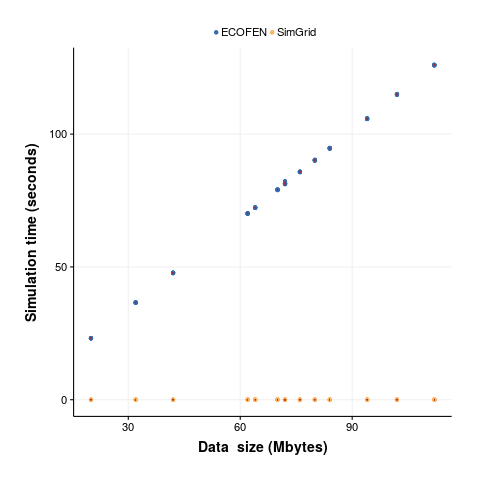 ECOFEN SimGrid
100
50
0
30 60 90
Simulation time (seconds)
Data  size (Mbytes)